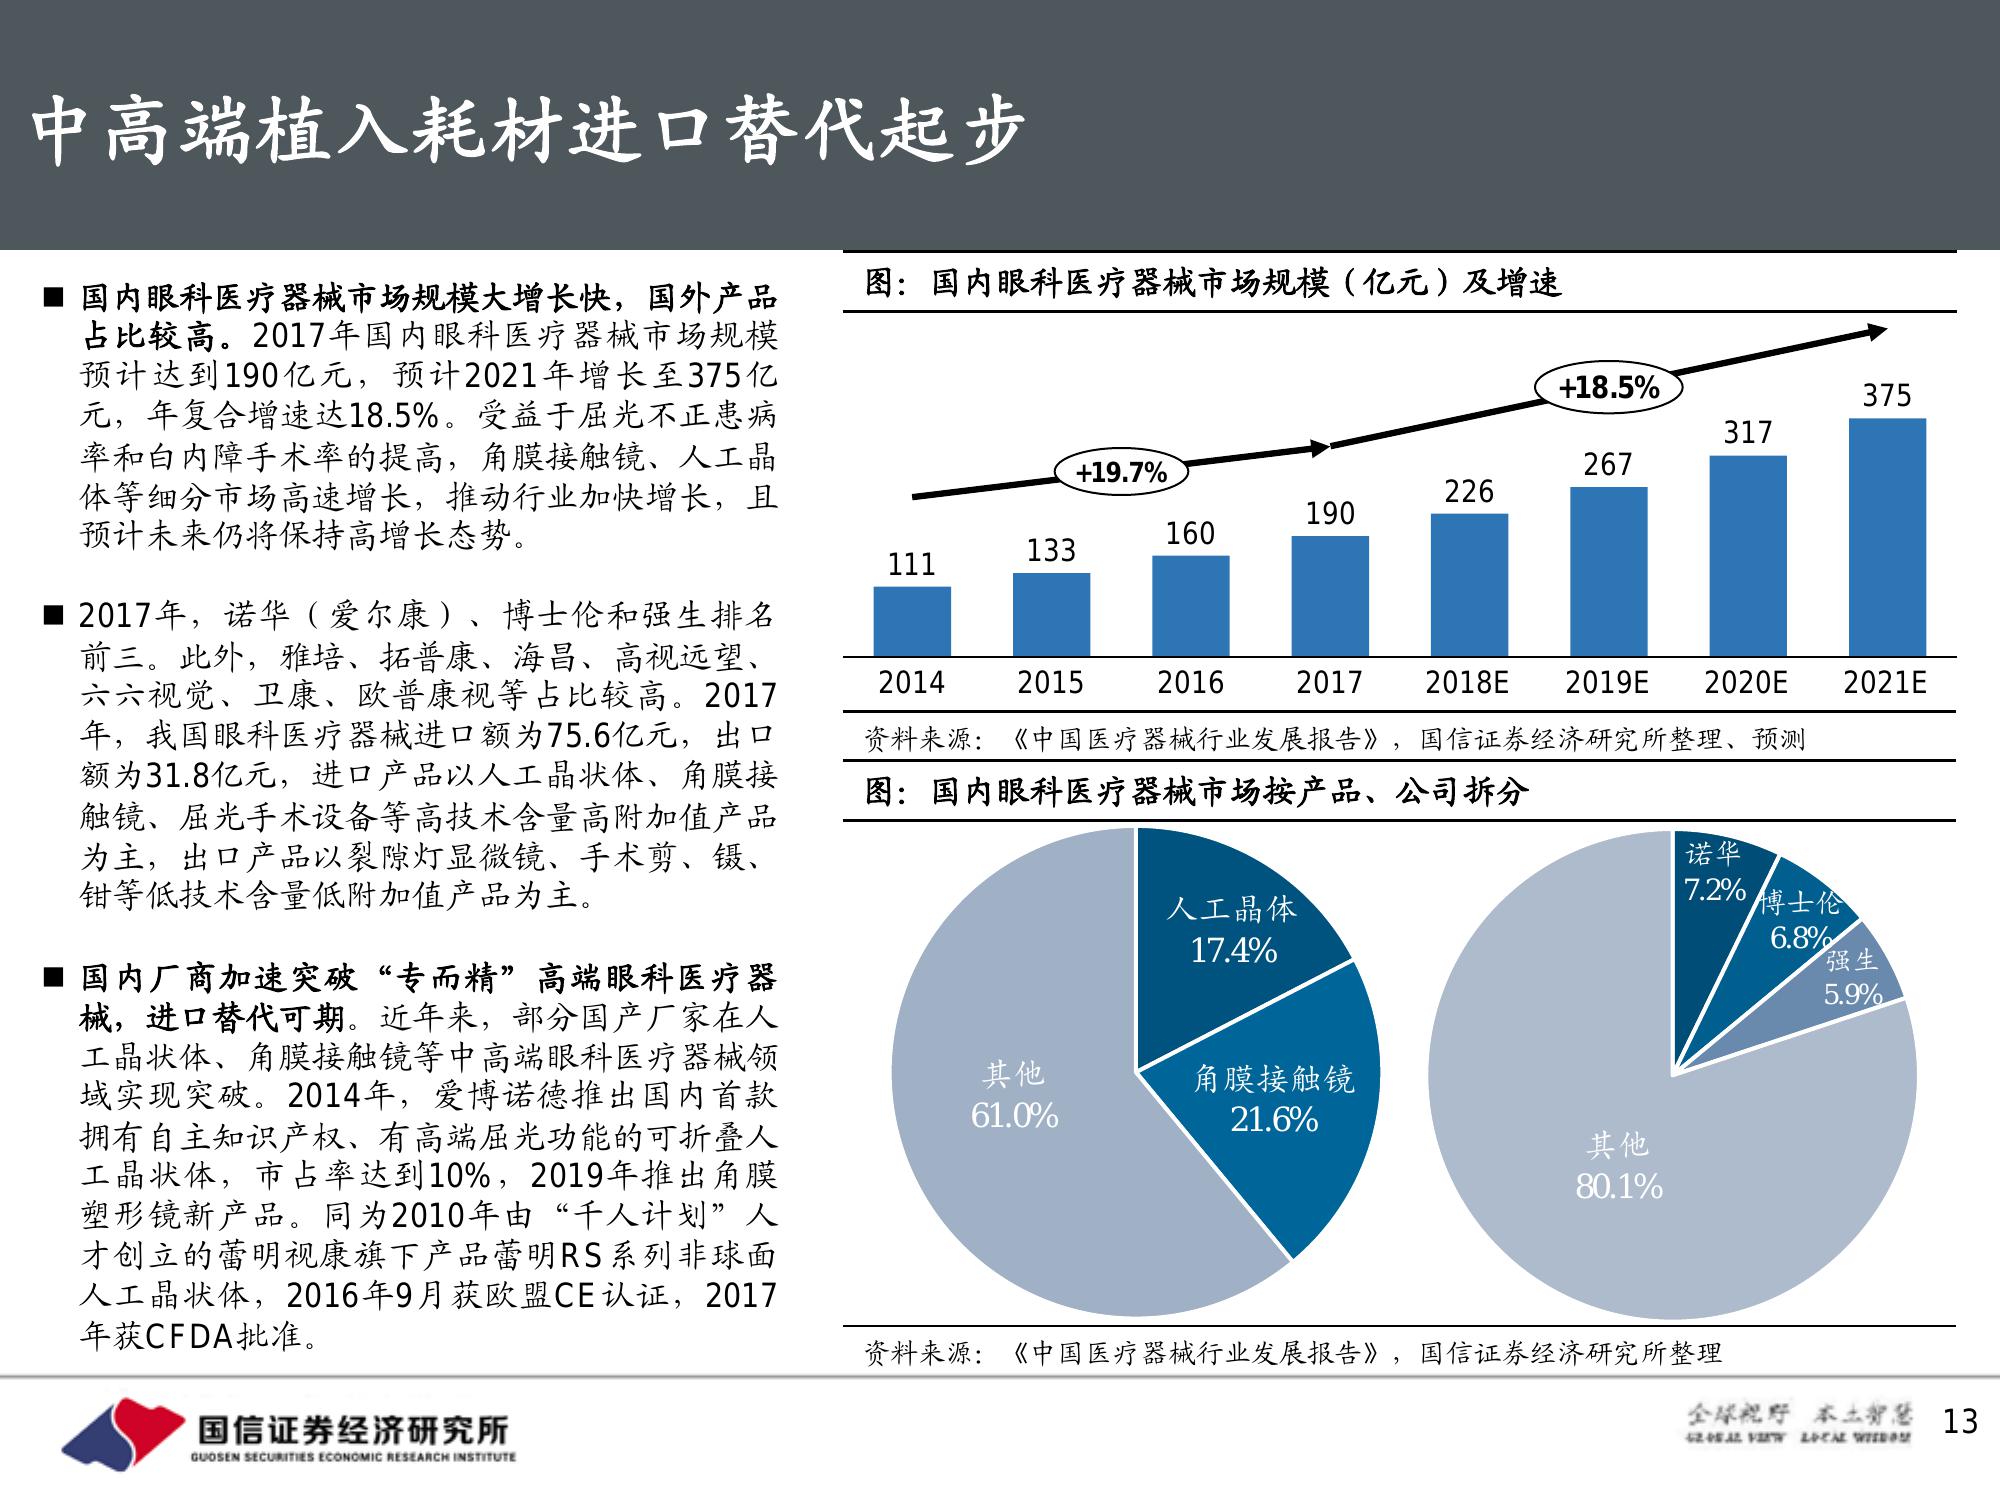 中高端植入耗材进口替代起步
■ 国内眼科医疗器械市场规模大增长快，国外产品
占比较高。2017年国内眼科医疗器械市场规模
预计达到190亿元，预计2021年增长至375亿
元，年复合增速达18.5%。受益于屈光不正患病
率和白内障手术率的提高，角膜接触镜、人工晶
体等细分市场高速增长，推动行业加快增长，且
预计未来仍将保持高增长态势。
■ 2017年，诺华（爱尔康）、博士伦和强生排名
前三。此外，雅培、拓普康、海昌、高视远望、
六六视觉、卫康、欧普康视等占比较高。2017
年，我国眼科医疗器械进口额为75.6亿元，出口
额为31.8亿元，进口产品以人工晶状体、角膜接
触镜、屈光手术设备等高技术含量高附加值产品
为主，出口产品以裂隙灯显微镜、手术剪、镊、
钳等低技术含量低附加值产品为主。
■ 国内厂商加速突破“专而精”高端眼科医疗器
械，进口替代可期。近年来，部分国产厂家在人
工晶状体、角膜接触镜等中高端眼科医疗器械领
域实现突破。2014年，爱博诺德推出国内首款
拥有自主知识产权、有高端屈光功能的可折叠人
工晶状体，市占率达到10%，2019年推出角膜
塑形镜新产品。同为2010年由“千人计划”人
才创立的蕾明视康旗下产品蕾明RS系列非球面
人工晶状体，2016年9月获欧盟CE认证，2017
年获CFDA批准。
图：国内眼科医疗器械市场规模（亿元）及增速
+19.7%
+18.5%
111
133
160
190
226
267
317
375
2014
2015
2016
2017
2018E
2019E
2020E
2021E
资料来源：《中国医疗器械行业发展报告》，国信证券经济研究所整理、预测
图：国内眼科医疗器械市场按产品、公司拆分
人工晶体
17.4%
角膜接触镜
21.6%
其他
61.0%
诺华
7.2%
博士伦
6.8%
强生
5.9%
其他
80.1%
资料来源：《中国医疗器械行业发展报告》，国信证券经济研究所整理
国信证券经济研究所
GUOSEN SECURITIES ECONOMIC RESEARCH INSTITUTE
全球视野 本土智慧
GLOBAL VIEW LOCAL WISDOM
13